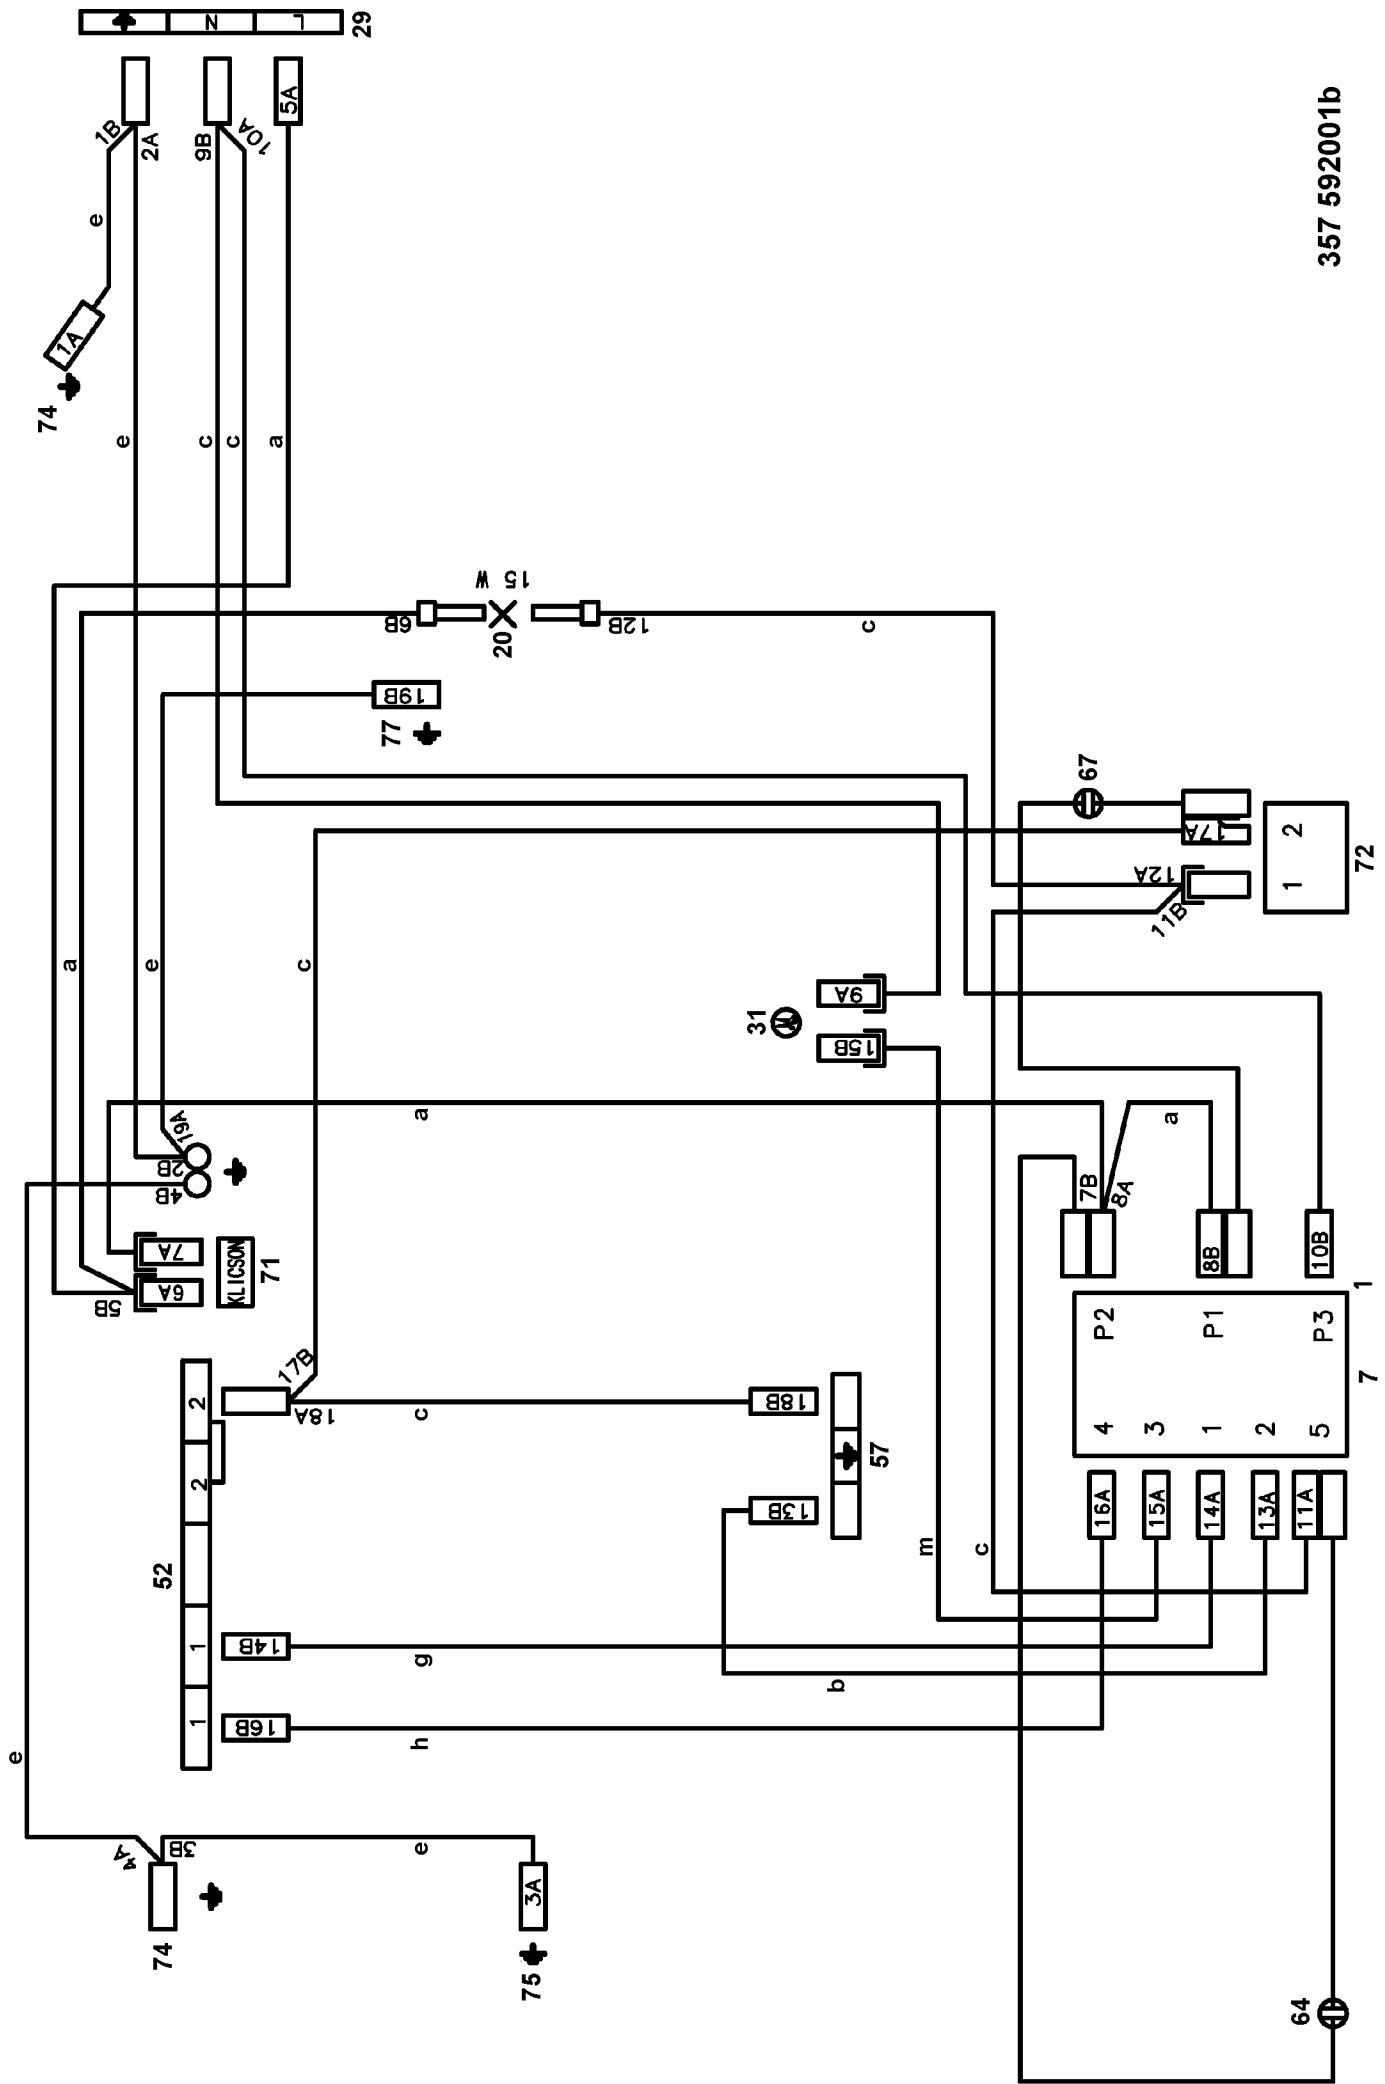 29
N
L
5A
1B
2A
9B
10A
e
1A
74
e
c
c
a
15 W
20
6B
12B
c
19B
77
67
17A
2
1
72
12A
11B
a
e
c
9A
31
15B
a
a
19A
2B
4B
7B
8A
7A
6A
KLICSON
71
5B
8B
10B
1
P2
P1
P3
7
4
3
1
2
5
17B
18A
c
18B
57
13B
2
2
52
1
1
16A
15A
14A
13A
11A
m
c
14B
g
b
16B
h
e
4A
3B
e
74
3A
75
64
357 592001b